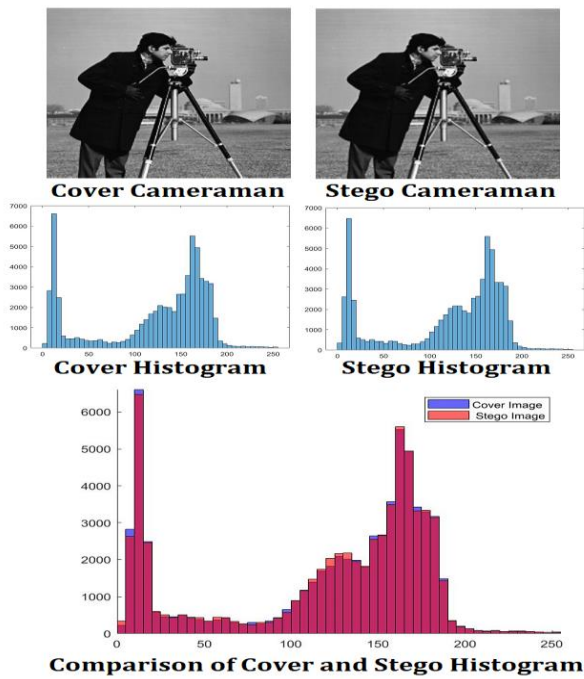 Cover Cameraman Stego Cameraman
7000
6000
5000
4000
3000
2000
1000
0
0 50 100 150 200 250
Cover Histogram
7000
6000
5000
4000
3000
2000
1000
0
0 50 100 150 200 250
Stego Histogram
Cover Image
Stego Image
6000
5000
4000
3000
2000
1000
0
0 50 100 150 200 250
Comparison of Cover and Stego Histogram